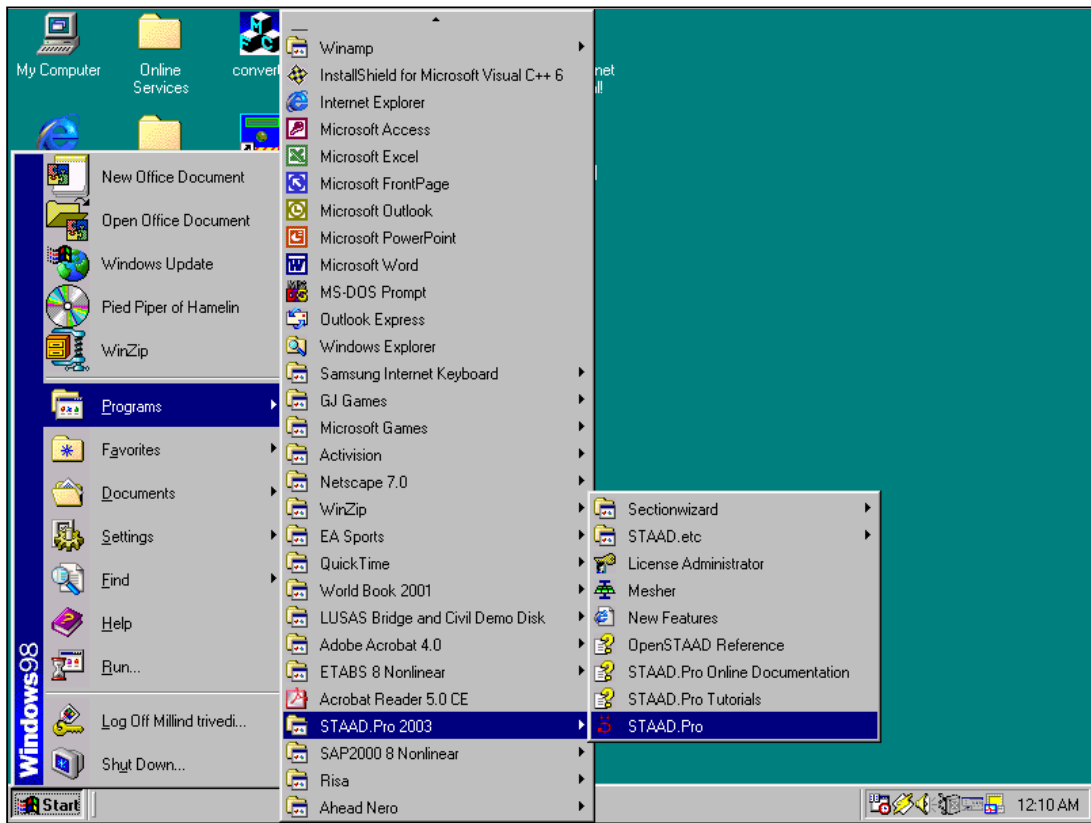 My Computer
Online
Services
convert
net
all!
New Office Document
Open Office Document
Windows Update
Pied Piper of Hamelin
WinZip
Programs
Favorites
Documents
Settings
Find
Help
Run...
Log Off Millind trivedi...
Shut Down...
Windows98
Start
Winamp
InstallShield for Microsoft Visual C++ 6
Internet Explorer
Microsoft Access
Microsoft Excel
Microsoft FrontPage
Microsoft Outlook
Microsoft PowerPoint
Microsoft Word
MS-DOS Prompt
Outlook Express
Windows Explorer
Samsung Internet Keyboard
GJ Games
Microsoft Games
Activision
Netscape 7.0
WinZip
EA Sports
QuickTime
World Book 2001
LUSAS Bridge and Civil Demo Disk
Adobe Acrobat 4.0
ETABS 8 Nonlinear
Acrobat Reader 5.0 CE
STAAD.Pro 2003
SAP2000 8 Nonlinear
Risa
Ahead Nero
Sectionwizard
STAAD.etc
License Administrator
Mesher
New Features
OpenSTAAD Reference
STAAD.Pro Online Documentation
STAAD.Pro Tutorials
STAAD.Pro
12:10 AM